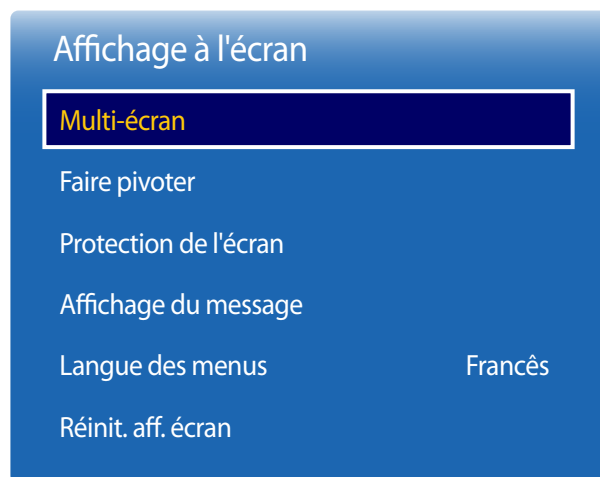 Affichage à l'écran
Multi-écran
Faire pivoter
Protection de l'écran
Affichage du message
Langue des menus Francês
Réinit. aff. écran